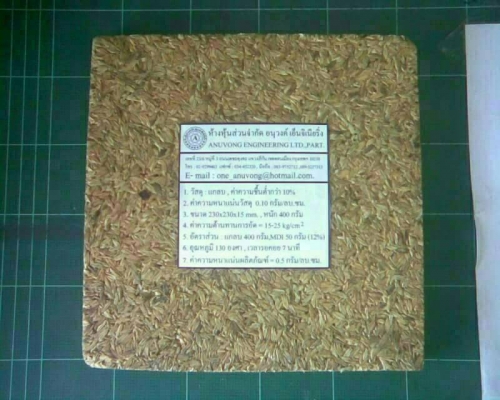 ห้างหุ้นส่วนจำกัด อนุวงค์ เอ็นจิเนียริ่ง
ANUVONG ENGINEERING LTD.,PART.
E- mail : one_anuvong@hotmail.com.
1. วัสดุ : แกลบ , ค่าความชื้นต่ำกว่า 10%
2. ค่าความหนาแน่นวัสดุ 0.10 กรัม/ลบ.ซม.
3. ขนาด 230x230x15 mm. , หนัก 400 กรัม
4. ค่าความต้านทานการกด = 15-25 kg/cm²
5. อัตราส่วน : แกลบ 400 กรัม,MDI 50 กรัม (12%)
6. อุณหภูมิ 130 องศา , เวลารอคอย 7 นาที
7. ค่าความหนาแน่นผลิตภัณฑ์ = 0.5 กรัม/ลบ.ซม.